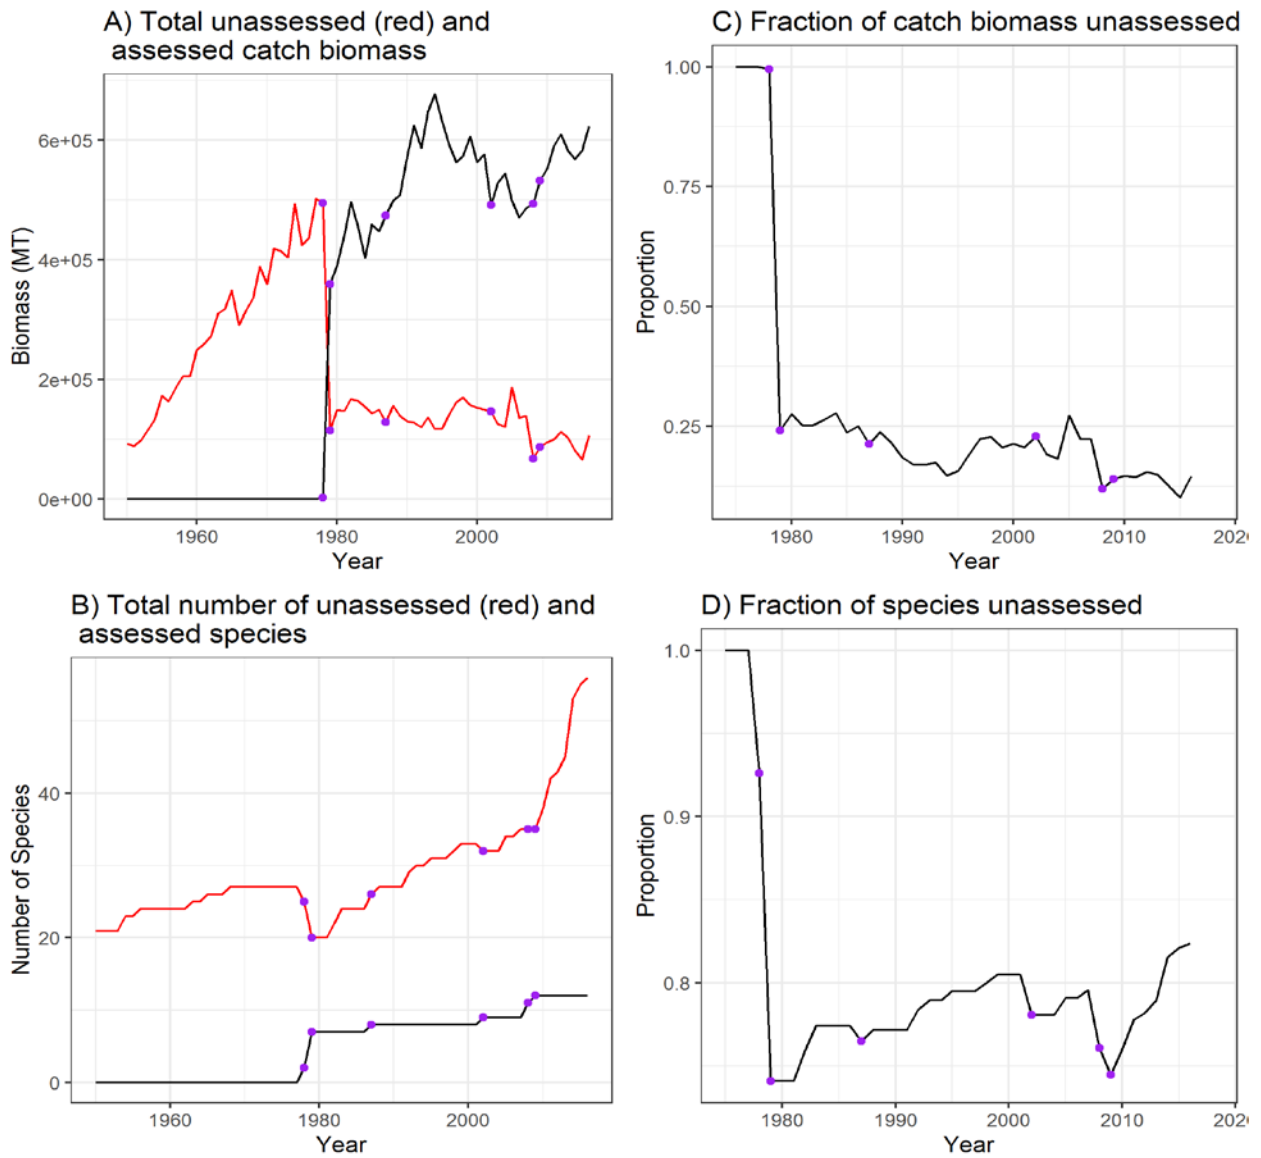 A) Total unassessed (red) and
assessed catch biomass
6e+05
4e+05
2e+05
0e+00
Biomass (MT)
1960
1980
2000
Year
C) Fraction of catch biomass unassessed
1.00
0.75
0.50
0.25
Proportion
1980
1990
2000
2010
202
Year
B) Total number of unassessed (red) and
assessed species
40
20
0
Number of Species
1960
1980
2000
Year
D) Fraction of species unassessed
1.0
0.9
0.8
Proportion
1980
1990
2000
2010
202
Year